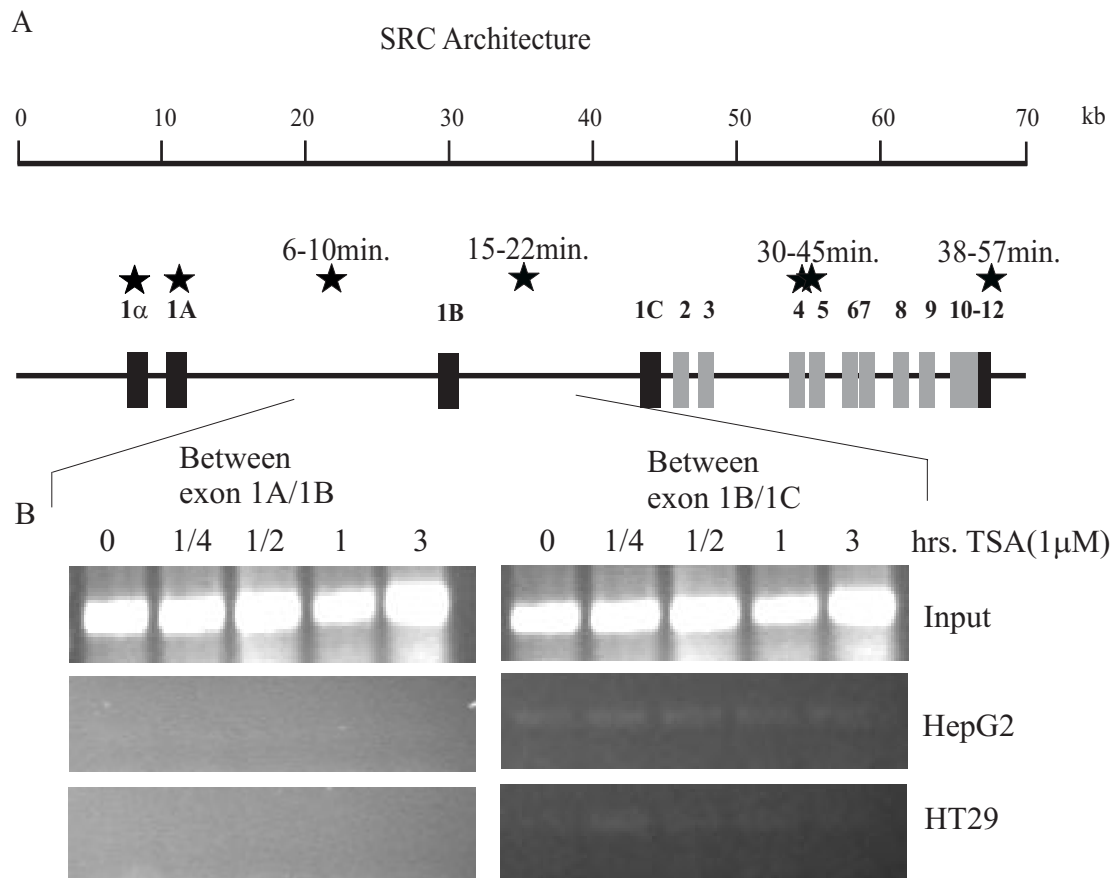 A
SRC Architecture
0 10 20 30 40 50 60 70 kb
6-10min. 15-22min. 30-45min. 38-57min.
1α 1A 1B 1C 2 3 4 5 67 8 9 10-12
Between
exon 1A/1B
Between
exon 1B/1C
B
0 1/4 1/2 1 3 0 1/4 1/2 1 3 hrs. TSA(1μM)
Input
HepG2
HT29